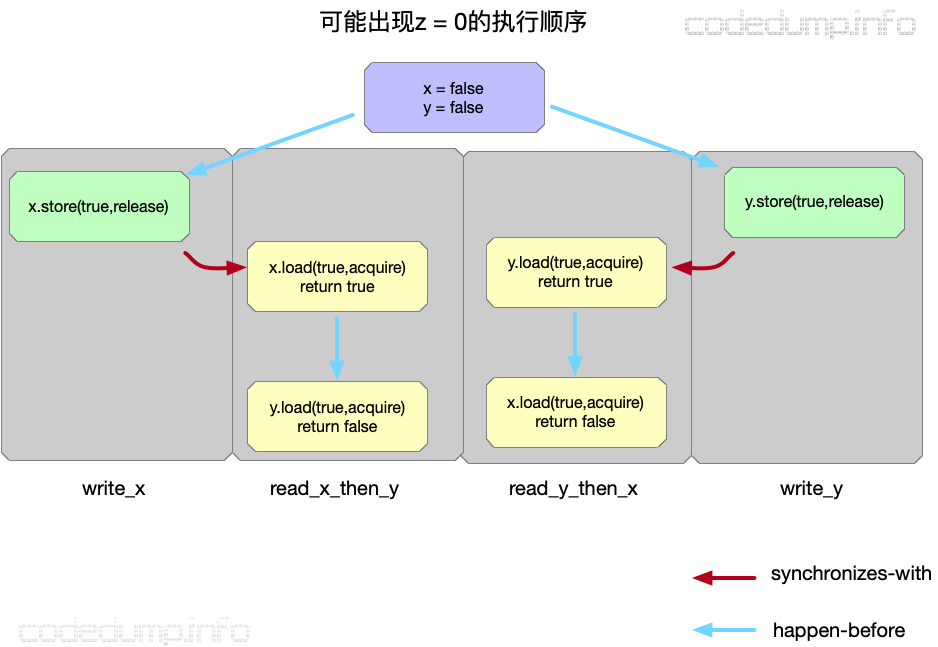 可能出现z = 0的执行顺序
codedump.info
x = false
y = false
x.store(true,release)
y.store(true,release)
x.load(true,acquire)
return true
y.load(true,acquire)
return true
y.load(true,acquire)
return false
x.load(true,acquire)
return false
write_x
read_x_then_y
read_y_then_x
write_y
synchronizes-with
happen-before
codedump.info